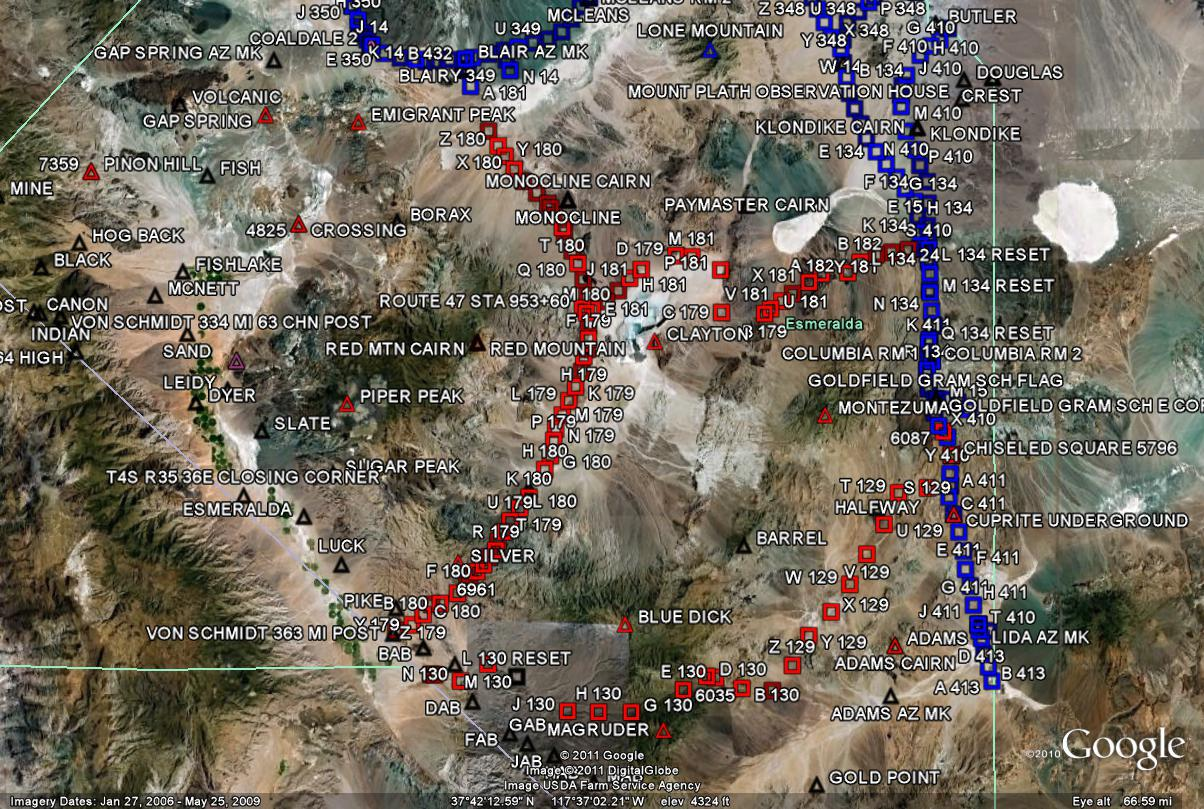 J 350
350
J 14
COALDALE 2
E 350
K 14
B 432
U 349
MCLEANS
BLAIR AZ MK
BLAIRY 349
N 14
A 181
GAP SPRING AZ MK
LONE MOUNTAIN
Z 348
U 348
P 348
X 348
Y 348
G 410
BUTLER
F 410
H 410
W 14
B 134
J 410
DOUGLAS
CREST
MOUNT PLATH OBSERVATION HOUSE
M 410
VOLCANIC
GAP SPRING
EMIGRANT PEAK
KLONDIKE CAIRN
KLONDIKE
Z 180
Y 180
X 180
E 134
N 410
P 410
7359
PINON HILL
FISH
MINE
MONOCLINE CAIRN
F 134
G 134
MONOCLINE
PAYMASTER CAIRN
E 15
H 134
BORAX
4825
CROSSING
K 134
S 410
HOG BACK
T 180
D 179
M 181
P 181
B 182
L 134 RESET
BLACK
FISHLAKE
Q 180
J 181
H 181
X 181
A 182
Y 181
M 134 RESET
MCNETT
CANON
ROUTE 47 STA 953+60
M 180
E 181
V 181
U 181
N 134
VON SCHMIDT 334 MI 63 CHN POST
INDIAN
F 179
C 179
B 179
Esmeralda
K 411
Q 134 RESET
64 HIGH
SAND
RED MTN CAIRN
RED MOUNTAIN
CLAYTON
COLUMBIA RM 1
COLUMBIA RM 2
LEIDY
DYER
H 179
GOLDFIELD GRAM SCH FLAG
L 179
K 179
M 15
PIPER PEAK
MONTEZUMA
GOLDFIELD GRAM SCH E
P 179
M 179
X 410
SLATE
N 179
6087
Y 410
CHISELED SQUARE 5796
H 180
G 180
SUGAR PEAK
T4S R35 36E CLOSING CORNER
K 180
T 129
S 129
A 411
ESMERALDA
U 179
L 180
HALFWAY
C 411
CUPRITE UNDERGROUND
R 179
T 179
U 129
LUCK
SILVER
BARREL
E 411
F 411
F 180
6961
W 129
V 129
G 411
H 411
PIKE
B 180
C 180
X 129
J 411
T 410
BLUE DICK
VON SCHMIDT 363 MI POST
Z 179
Y 129
ADAMS
LIDA AZ MK
BAB
Z 129
ADAMS CAIRN
D 413
L 130 RESET
N 130
M 130
E 130
D 130
B 413
A 413
6035
B 130
DAB
J 130
H 130
G 130
ADAMS AZ MK
GAB
MAGRUDER
FAB
JAB
GOLD POINT
© 2011 Google
Image © 2011 DigitalGlobe
Image USDA Farm Service Agency
©2010 Google
Imagery Dates: Jan 27, 2006 - May 25, 2009
37°42'12.59" N 117°37'02.21" W elev 4324 ft
Eye alt 66.59 mi